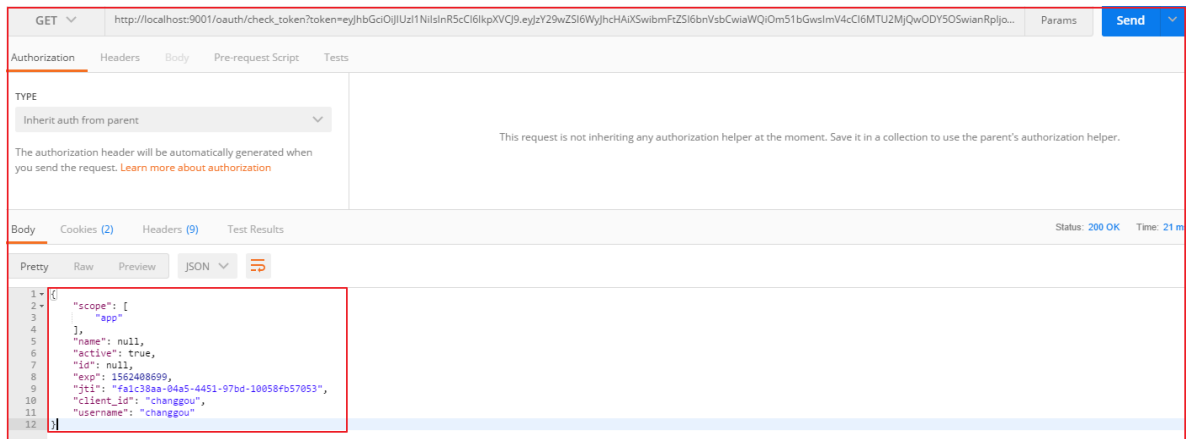 GET http://localhost:9001/oauth/check_token?token=eyJhbGciOiJIUzI1NiIsInR5cCI6IkpXVCJ9.eyJzY29wZSI6WyJhcHAiXSwibmFtZSI6bnVsbCwiaWQiOm51bGwsImV4cCI6MTU2MjQwODY5OSwianRpIjo... Params Send
Authorization Headers Body Pre-request Script Tests
TYPE
Inherit auth from parent
This request is not inheriting any authorization helper at the moment. Save it in a collection to use the parent's authorization helper.
The authorization header will be automatically generated when
you send the request. Learn more about authorization
Body Cookies (2) Headers (9) Test Results Status: 200 OK Time: 21 m
Pretty Raw Preview JSON
1 {
2 "scope": [
3 "app"
4 ],
5 "name": null,
6 "active": true,
7 "id": null,
8 "exp": 1562408699,
9 "jti": "fa1c38aa-04a5-4451-97bd-10058fb57053",
10 "client_id": "changgou",
11 "username": "changgou"
12 }